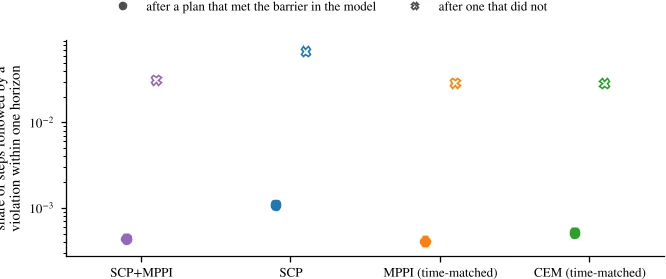 after a plan that met the barrier in the model
after one that did not
share of steps followed by a
violation within one horizon
10⁻²
10⁻³
SCP+MPPI
SCP
MPPI (time-matched)
CEM (time-matched)